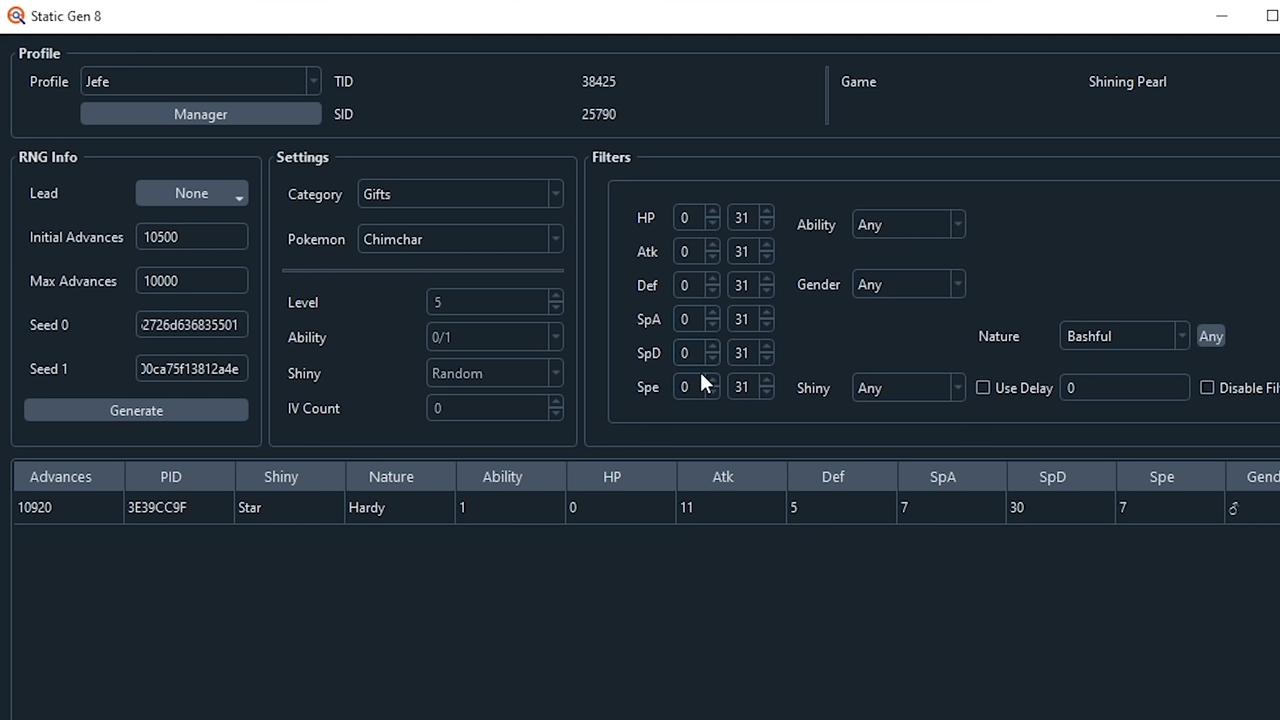 Static Gen 8
Profile
Profile Jefe TID 38425 Game Shining Pearl
Manager SID 25790
RNG Info Settings Filters
Lead None Category Gifts
Initial Advances 10500 Pokemon Chimchar
Max Advances 10000
Seed 0 2726d636835501
Seed 1 0ca75f13812a4e
Generate
Level 5
Ability 0/1
Shiny Random
IV Count 0
HP 0 31 Ability Any
Atk 0 31
Def 0 31 Gender Any
SpA 0 31 Nature Bashful Any
SpD 0 31
Spe 0 31 Shiny Any Use Delay 0 Disable Fil
Advances PID Shiny Nature Ability HP Atk Def SpA SpD Spe Gend
10920 3E39CC9F Star Hardy 1 0 11 5 7 30 7 ♂